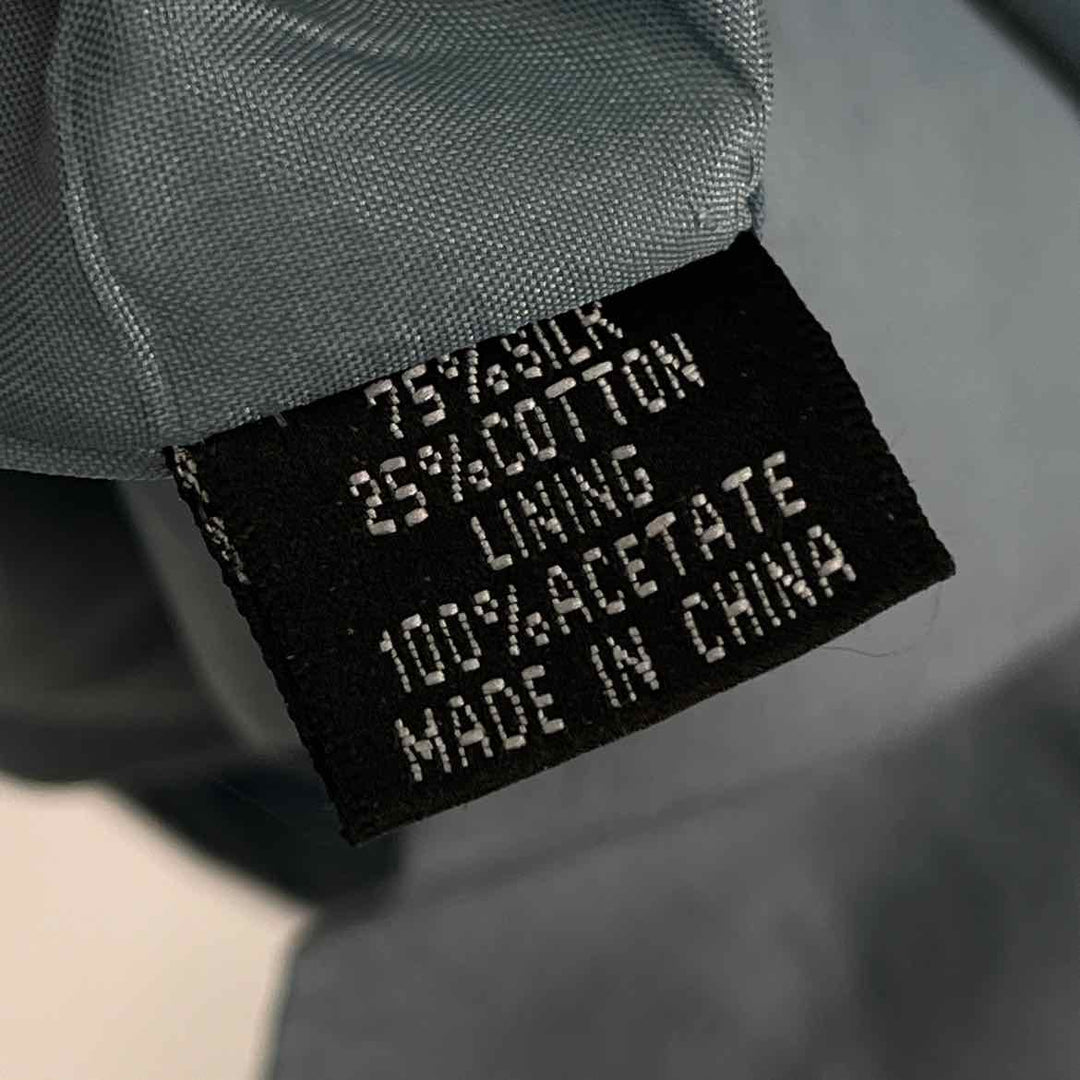 75%SILK
25%COTTON
LINING
100%ACETATE
MADE IN CHINA